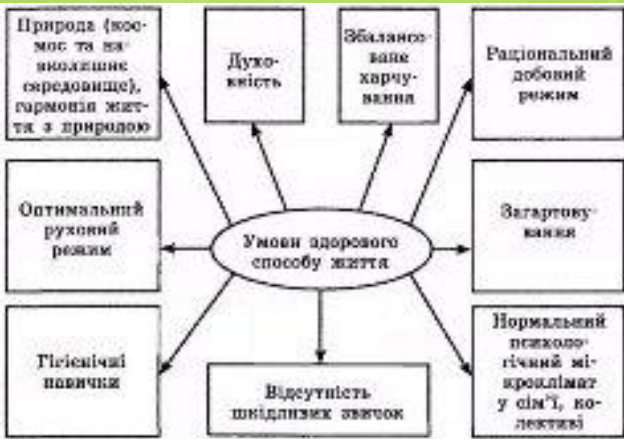 Природа (кос-
мос та на-
вколишнє
середовище),
гармонія жит-
тя з природою
Духо-
вність
Збалансо-
ване
харчу-
вання
Раціональний
добовий
режим
Оптимальний
руховий
режим
Умови здорового
способу життя
Загартову-
вання
Гігієнічні
навички
Відсутність
шкідливих звичок
Нормальний
психоло-
гічний мі-
кроклімат
у сім'ї, ко-
лективі